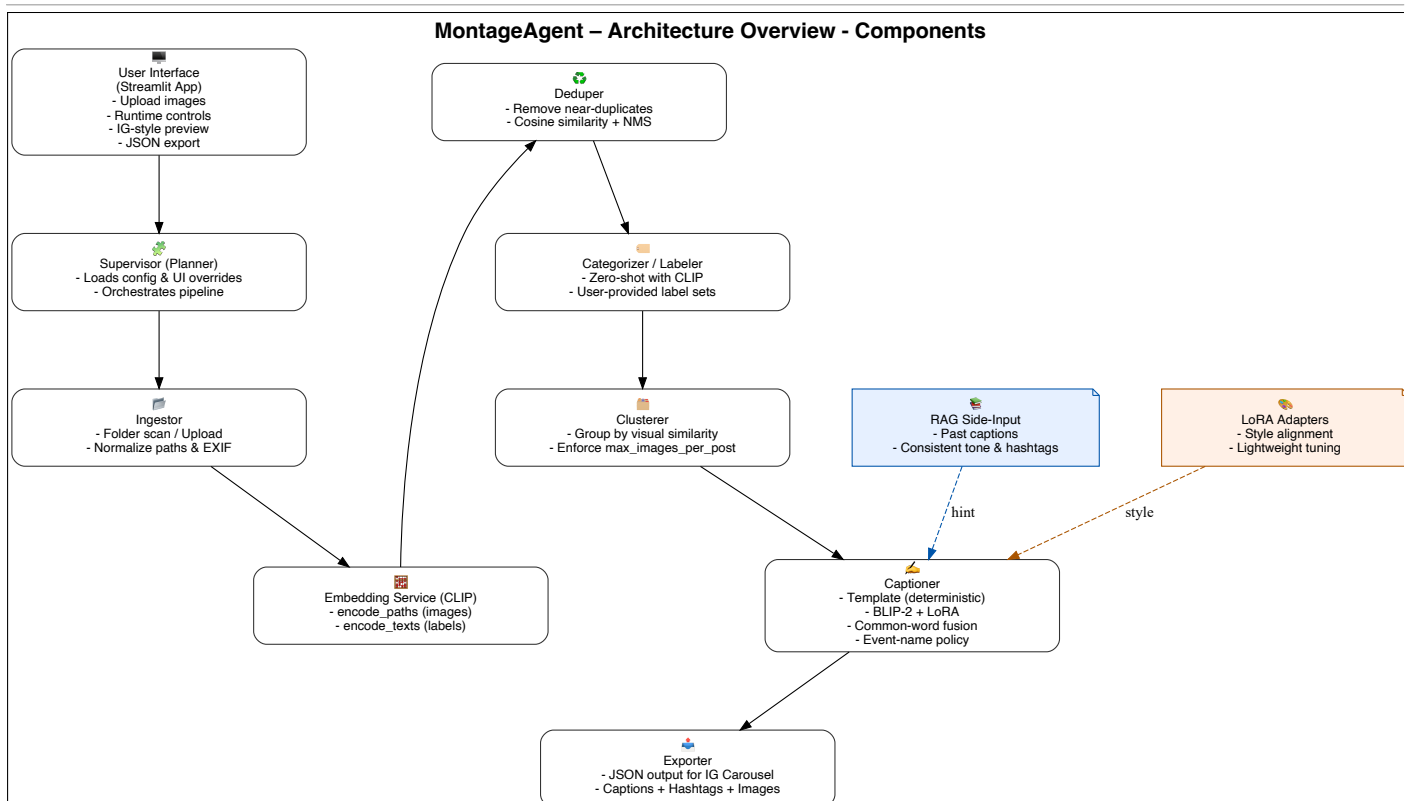 MontageAgent – Architecture Overview - Components
User Interface
(Streamlit App)
- Upload images
- Runtime controls
- IG-style preview
- JSON export
Supervisor (Planner)
- Loads config & UI overrides
- Orchestrates pipeline
Ingestor
- Folder scan / Upload
- Normalize paths & EXIF
Embedding Service (CLIP)
- encode_paths (images)
- encode_texts (labels)
Deduper
- Remove near-duplicates
- Cosine similarity + NMS
Categorizer / Labeler
- Zero-shot with CLIP
- User-provided label sets
Clusterer
- Group by visual similarity
- Enforce max_images_per_post
RAG Side-Input
- Past captions
- Consistent tone & hashtags
LoRA Adapters
- Style alignment
- Lightweight tuning
hint
style
Captioner
- Template (deterministic)
- BLIP-2 + LoRA
- Common-word fusion
- Event-name policy
Exporter
- JSON output for IG Carousel
- Captions + Hashtags + Images